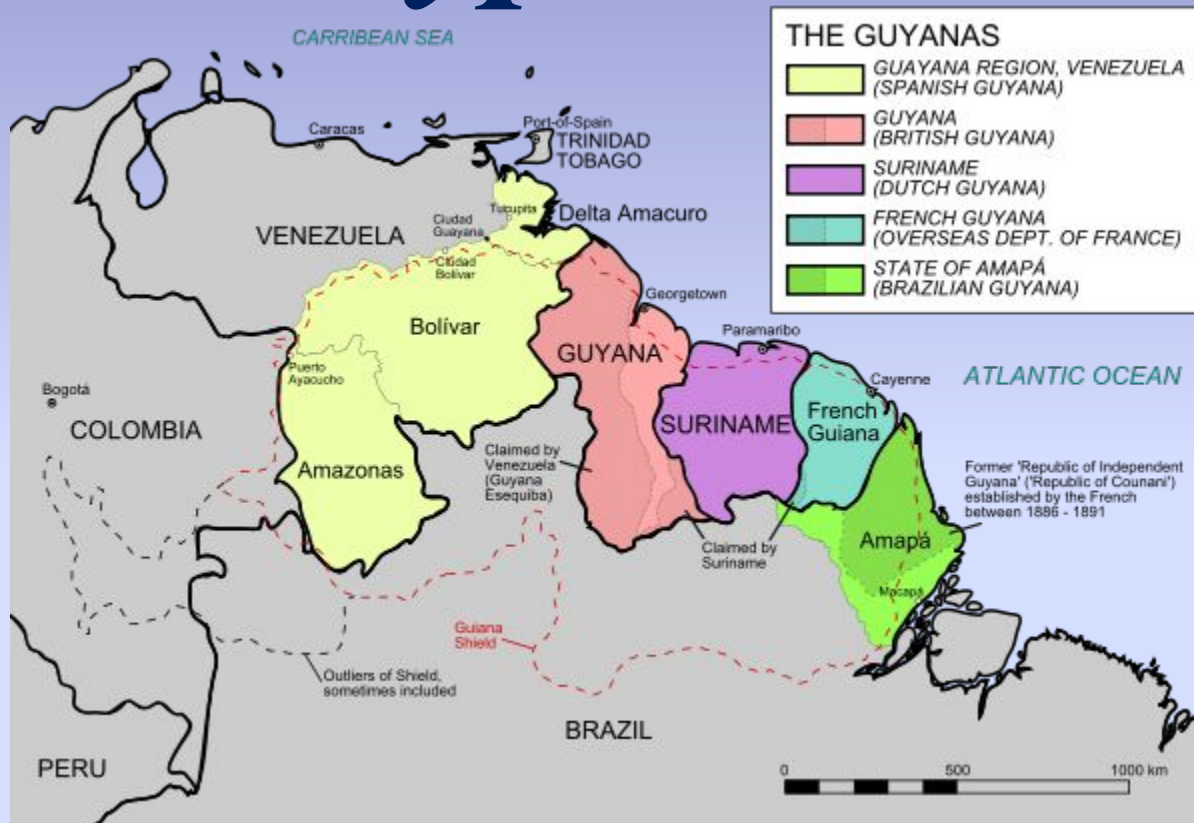 CARRIBEAN SEA
THE GUYANAS
GUAYANA REGION, VENEZUELA
(SPANISH GUYANA)
GUYANA
(BRITISH GUYANA)
SURINAME
(DUTCH GUYANA)
FRENCH GUYANA
(OVERSEAS DEPT. OF FRANCE)
STATE OF AMAPÁ
(BRAZILIAN GUYANA)
Caracas
Port-of-Spain
TRINIDAD
TOBAGO
Tucupita
Delta Amacuro
Ciudad
Guayana
VENEZUELA
Ciudad
Bolívar
Georgetown
Bolívar
Paramaribo
GUYANA
Puerto
Ayacucho
Cayenne
ATLANTIC OCEAN
Bogotá
COLOMBIA
SURINAME
French
Guiana
Amazonas
Claimed by
Venezuela
(Guyana
Esequiba)
Former 'Republic of Independent
Guyana' ('Republic of Counani')
established by the French
between 1886 - 1891
Claimed by
Suriname
Amapá
Macapá
Guiana
Shield
Outliers of Shield,
sometimes included
BRAZIL
PERU
0 500 1000 km